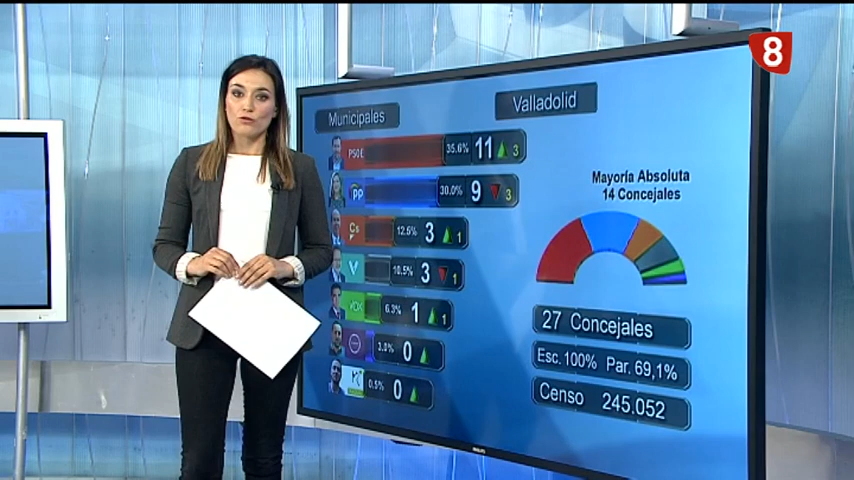 8
Municipales
Valladolid
PSOE 35.6% 11 3
pp 30.0% 9 3
Cs 12.5% 3 1
V 10.5% 3 1
VOX 6.3% 1 1
3.0% 0
0.5% 0
Mayoría Absoluta
14 Concejales
27 Concejales
Esc. 100% Par. 69,1%
Censo 245.052
PHILIPS